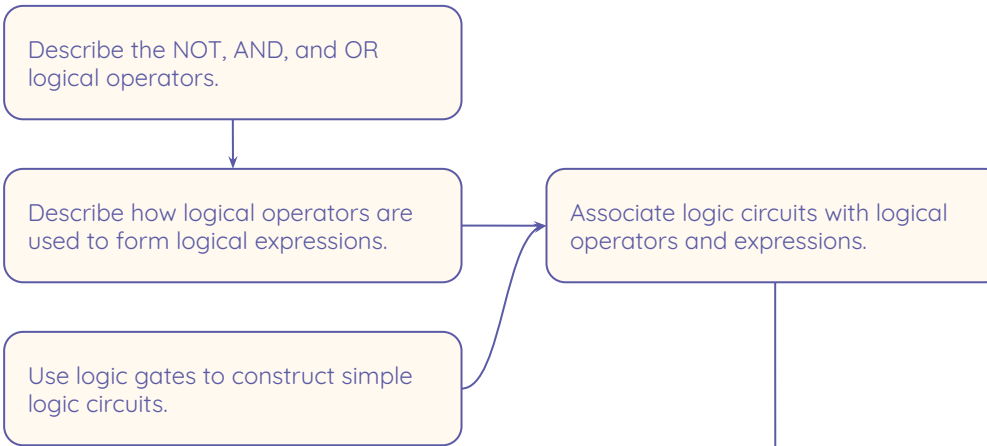 Describe the NOT, AND, and OR
logical operators.
Describe how logical operators are
used to form logical expressions.
Associate logic circuits with logical
operators and expressions.
Use logic gates to construct simple
logic circuits.